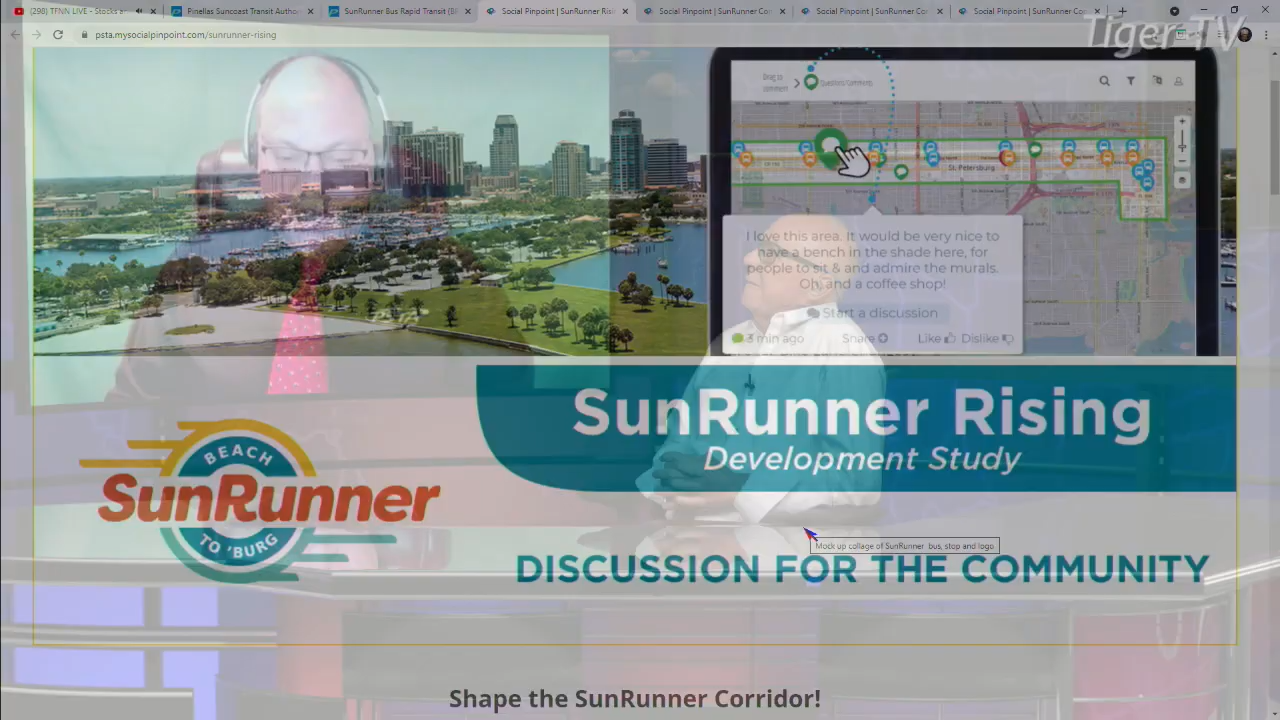 (298) TFNN LIVE - Stocks a
Pinellas Suncoast Transit Autho
SunRunner Bus Rapid Transit (B
Social Pinpoint | SunRunner Ris
Social Pinpoint | SunRunner Co
Social Pinpoint | SunRunner Co
Social Pinpoint | SunRunner Co
psta.mysocialpinpoint.com/sunrunner-rising
Tiger-TV
Drag to
comment
Questions/Comments
St. Petersburg
I love this area. It would be very nice to
have a bench in the shade here, for
people to sit & and admire the murals.
Oh, and a coffee shop!
Start a discussion
3 min ago Share Like Dislike
SunRunner Rising
Development Study
BEACH
SunRunner
TO 'BURG
Mock up collage of SunRunner bus, stop and logo.
DISCUSSION FOR THE COMMUNITY
Shape the SunRunner Corridor!